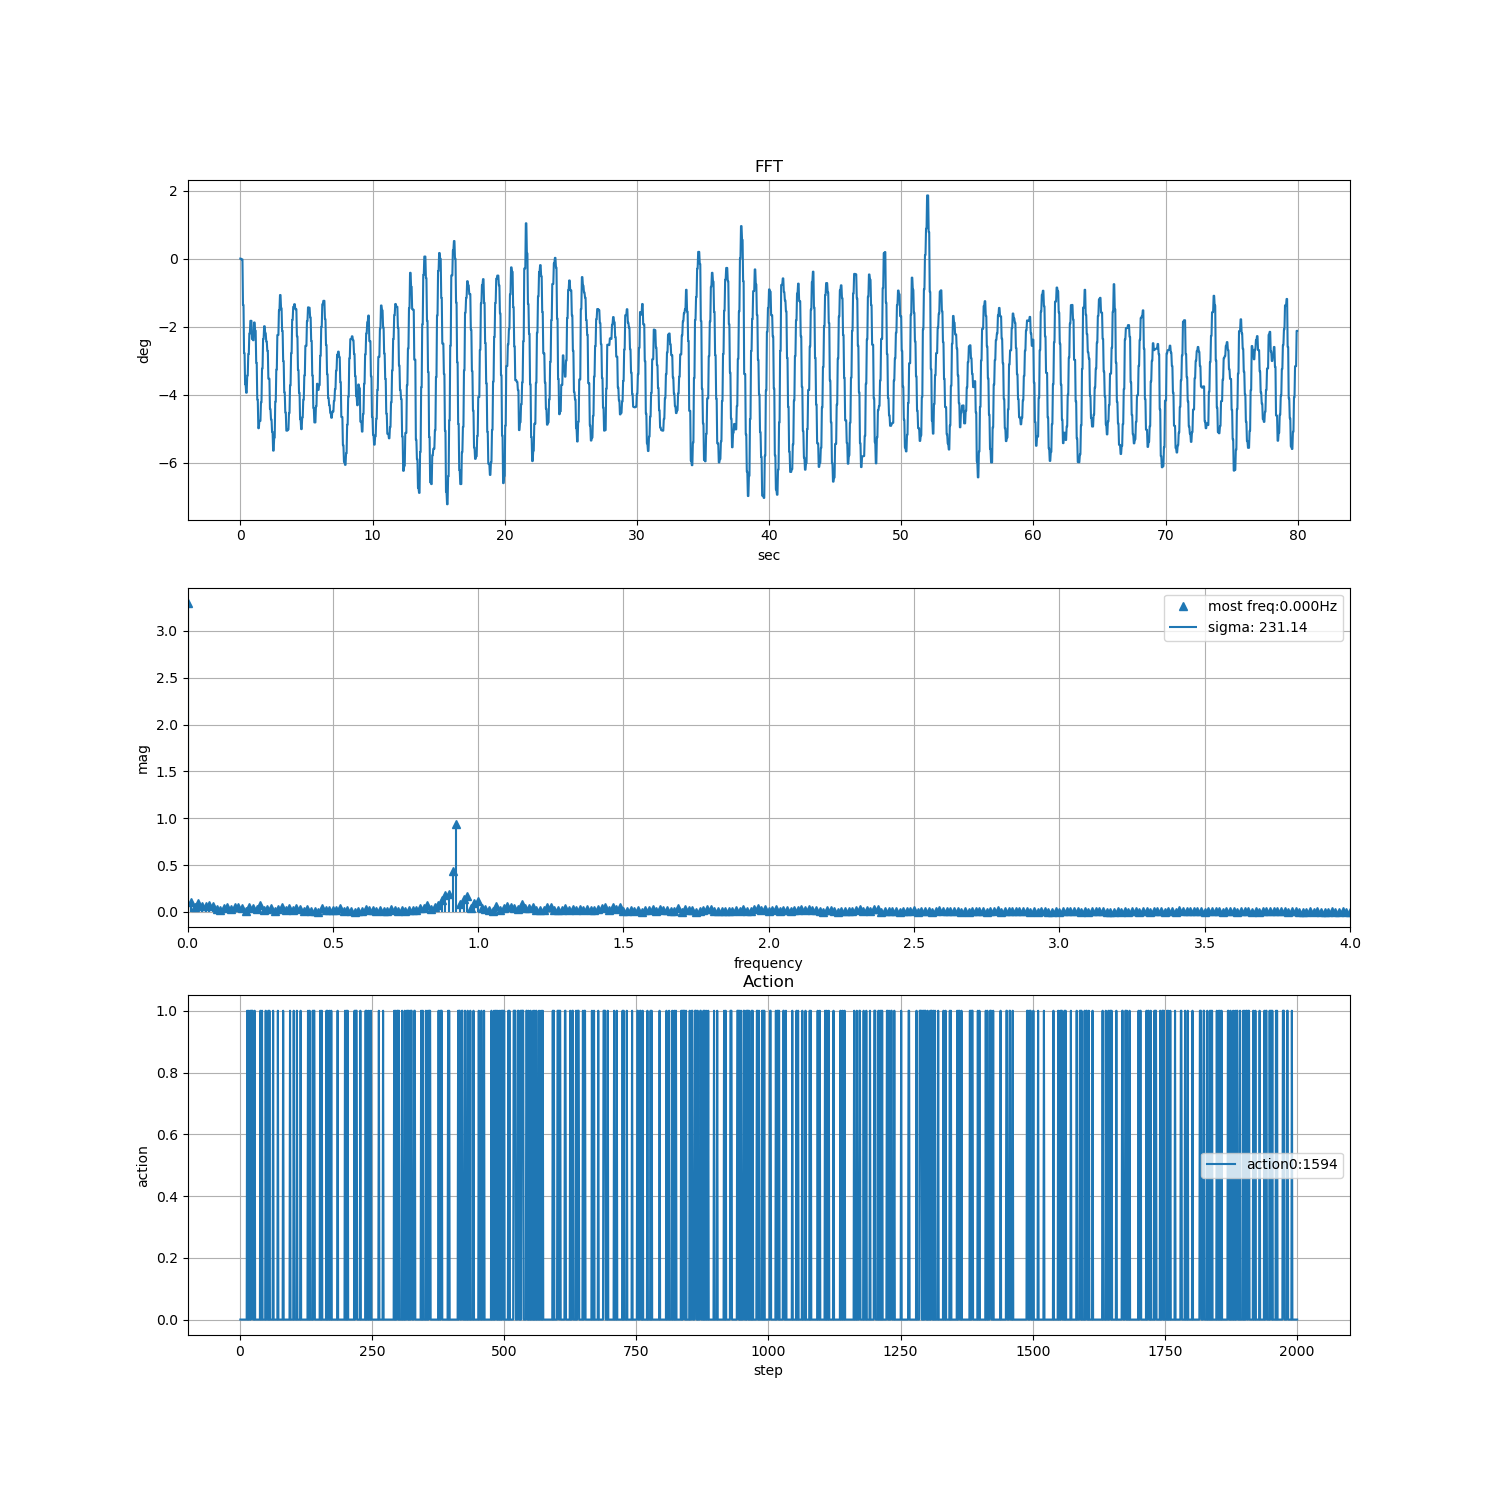 FFT
2
0
−2
−4
−6
deg
0 10 20 30 40 50 60 70 80
sec
most freq:0.000Hz
sigma: 231.14
3.0
2.5
2.0
1.5
1.0
0.5
0.0
mag
0.0 0.5 1.0 1.5 2.0 2.5 3.0 3.5 4.0
frequency
Action
1.0
0.8
0.6
0.4
0.2
0.0
action
action0:1594
0 250 500 750 1000 1250 1500 1750 2000
step